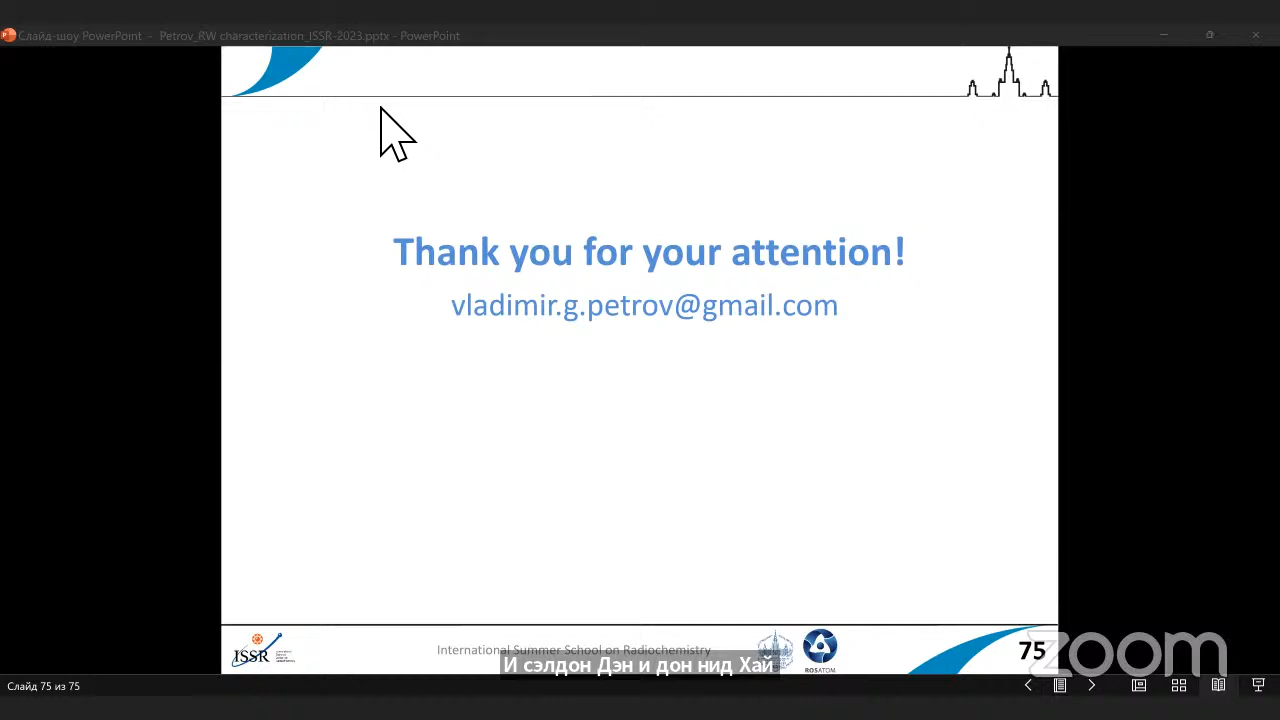 Слайд-шоу PowerPoint - Petrov_RW characterization_ISSR-2023.pptx - PowerPoint
Thank you for your attention!
vladimir.g.petrov@gmail.com
ISSR
International Summer School on Radiochemistry
ROSATOM
75
zoom
И сэлдон Дэн и дон нид Хай
Слайд 75 из 75